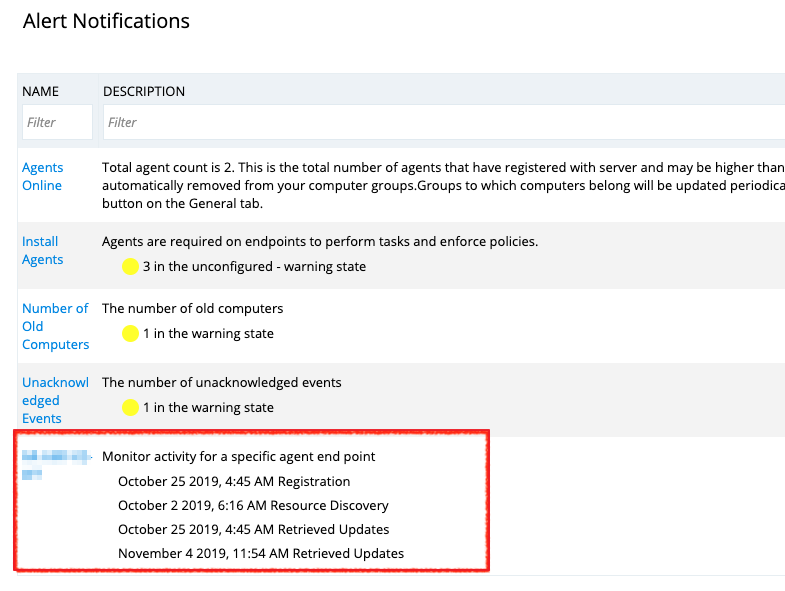 Alert Notifications
NAME DESCRIPTION
Filter Filter
Agents Online
Total agent count is 2. This is the total number of agents that have registered with server and may be higher than
automatically removed from your computer groups.Groups to which computers belong will be updated periodica
button on the General tab.
Install Agents
Agents are required on endpoints to perform tasks and enforce policies.
3 in the unconfigured - warning state
Number of Old Computers
The number of old computers
1 in the warning state
Unacknowl edged Events
The number of unacknowledged events
1 in the warning state
Monitor activity for a specific agent end point
October 25 2019, 4:45 AM Registration
October 2 2019, 6:16 AM Resource Discovery
October 25 2019, 4:45 AM Retrieved Updates
November 4 2019, 11:54 AM Retrieved Updates